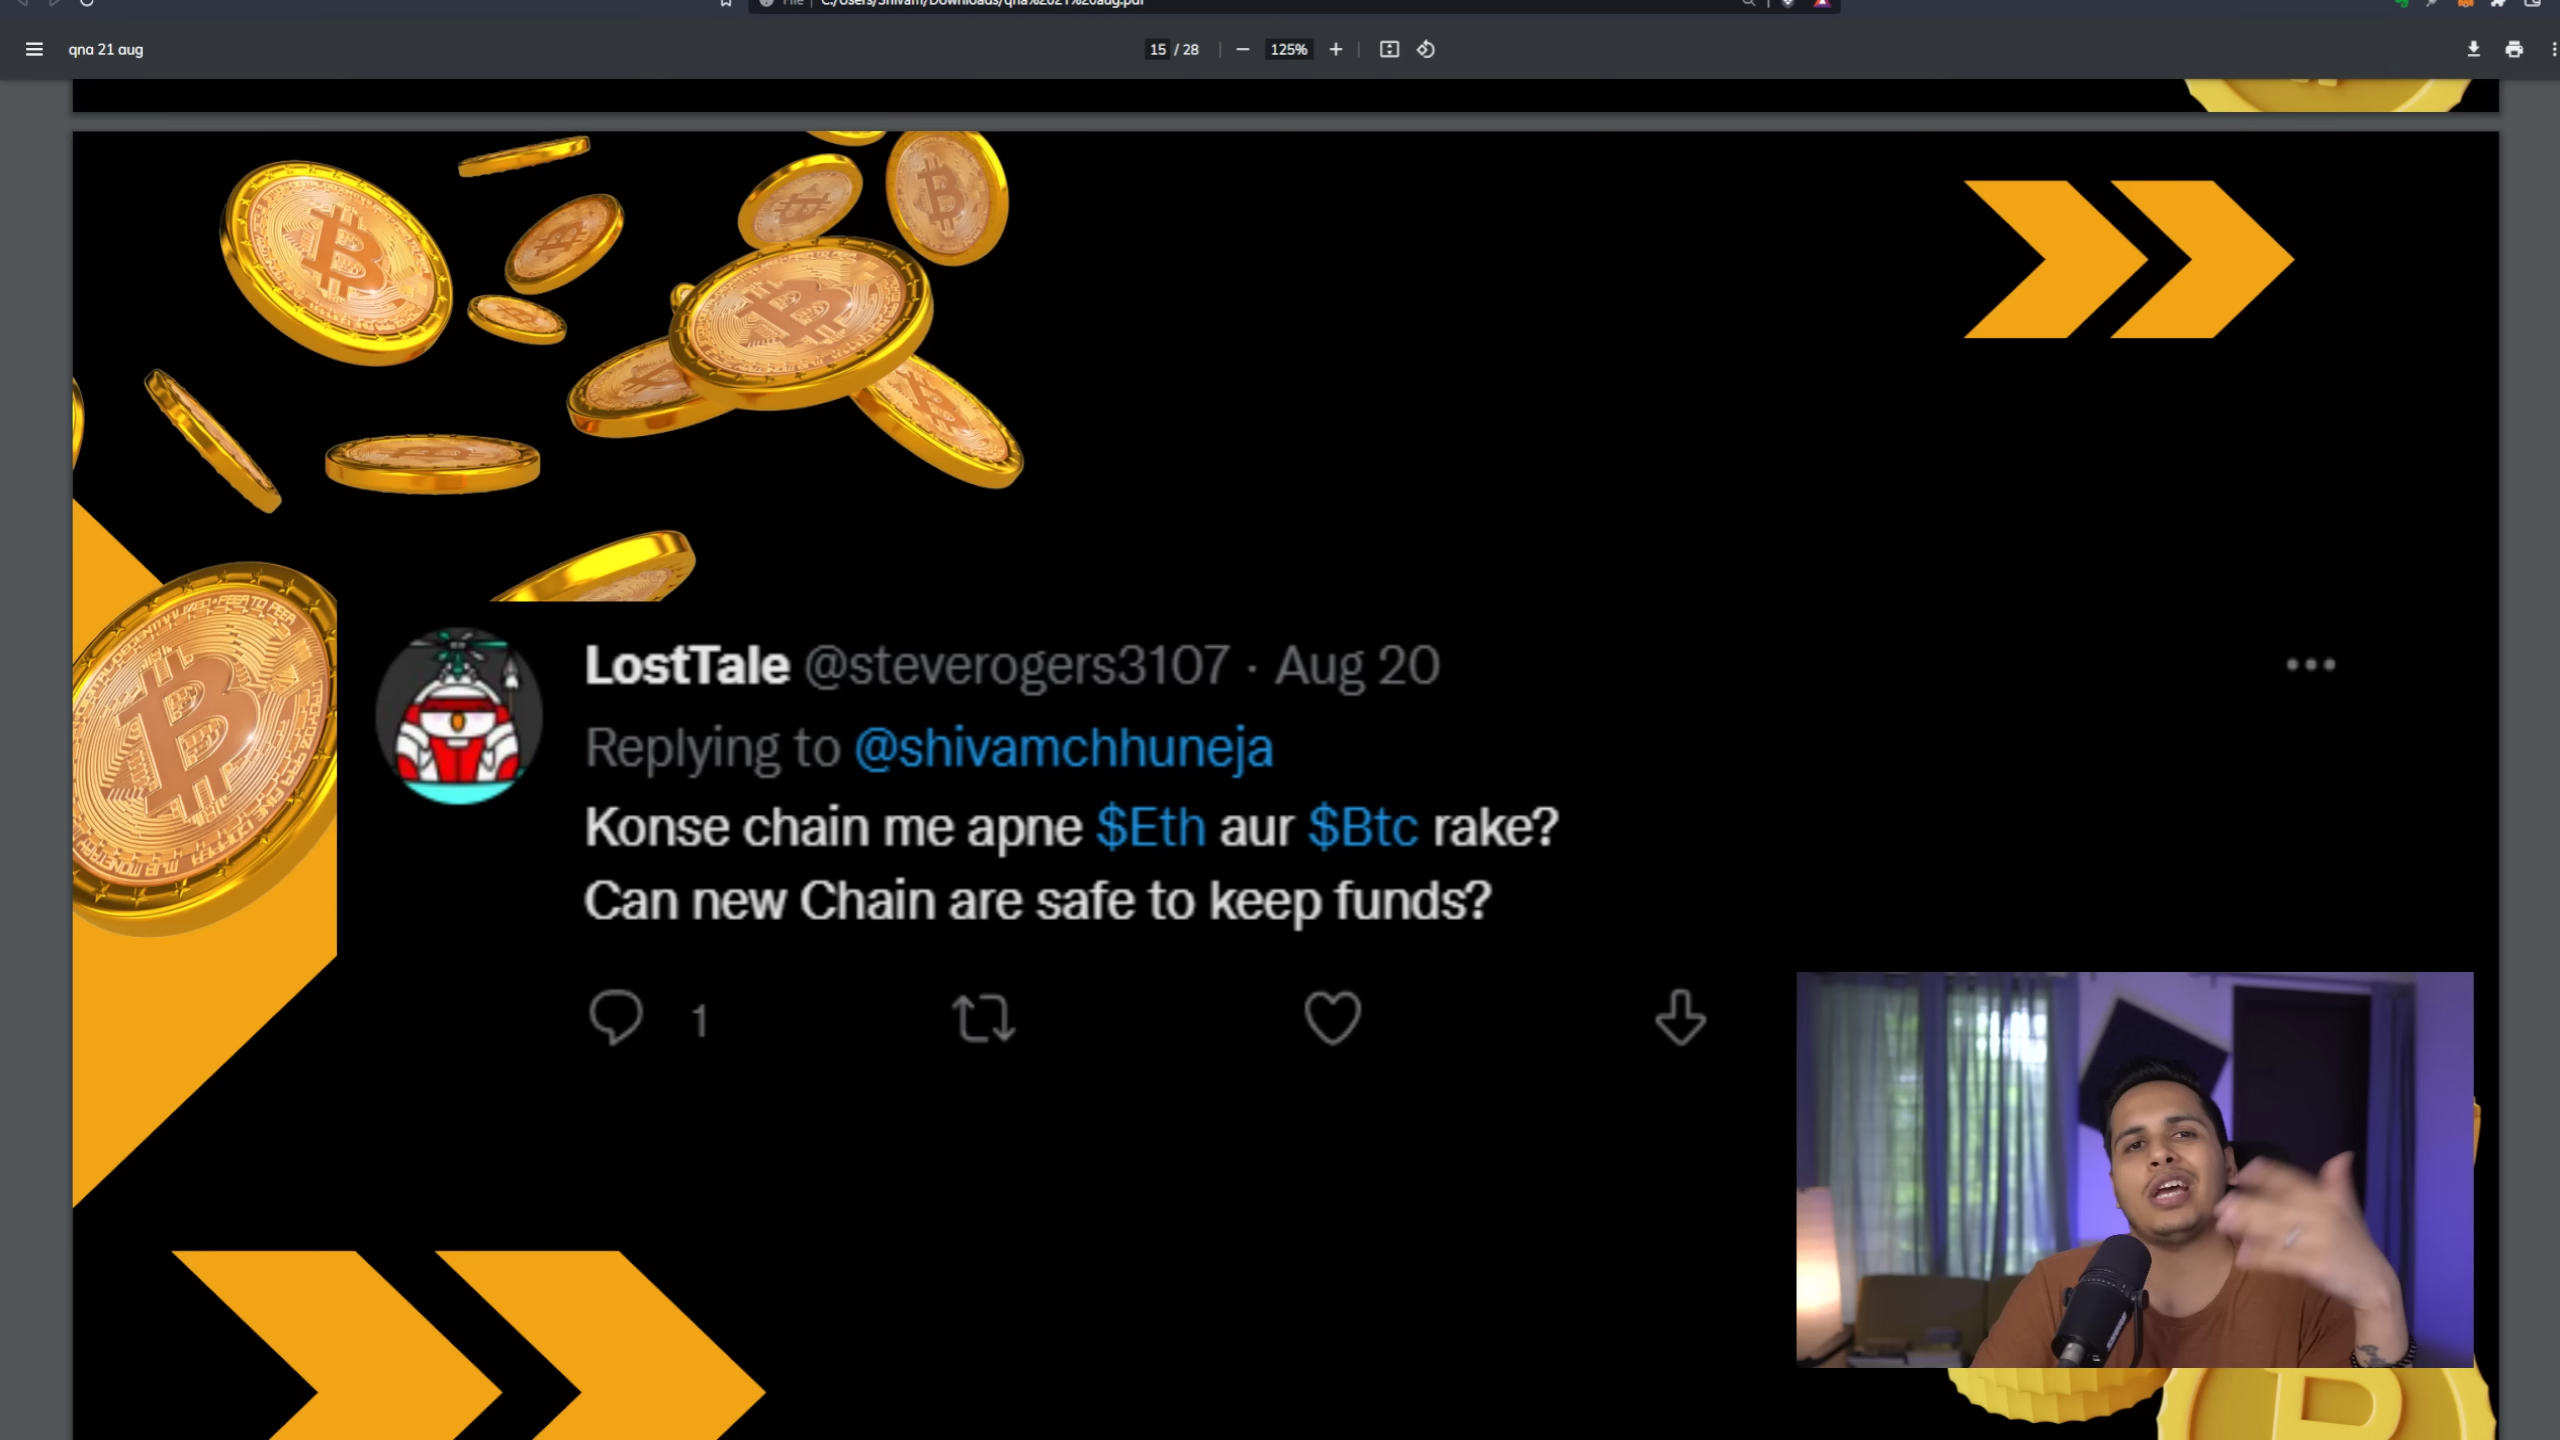 qna 21 aug
15 / 28
125%
LostTale @steverogers3107 · Aug 20
Replying to @shivamchhuneja
Konse chain me apne $Eth aur $Btc rake?
Can new Chain are safe to keep funds?
1